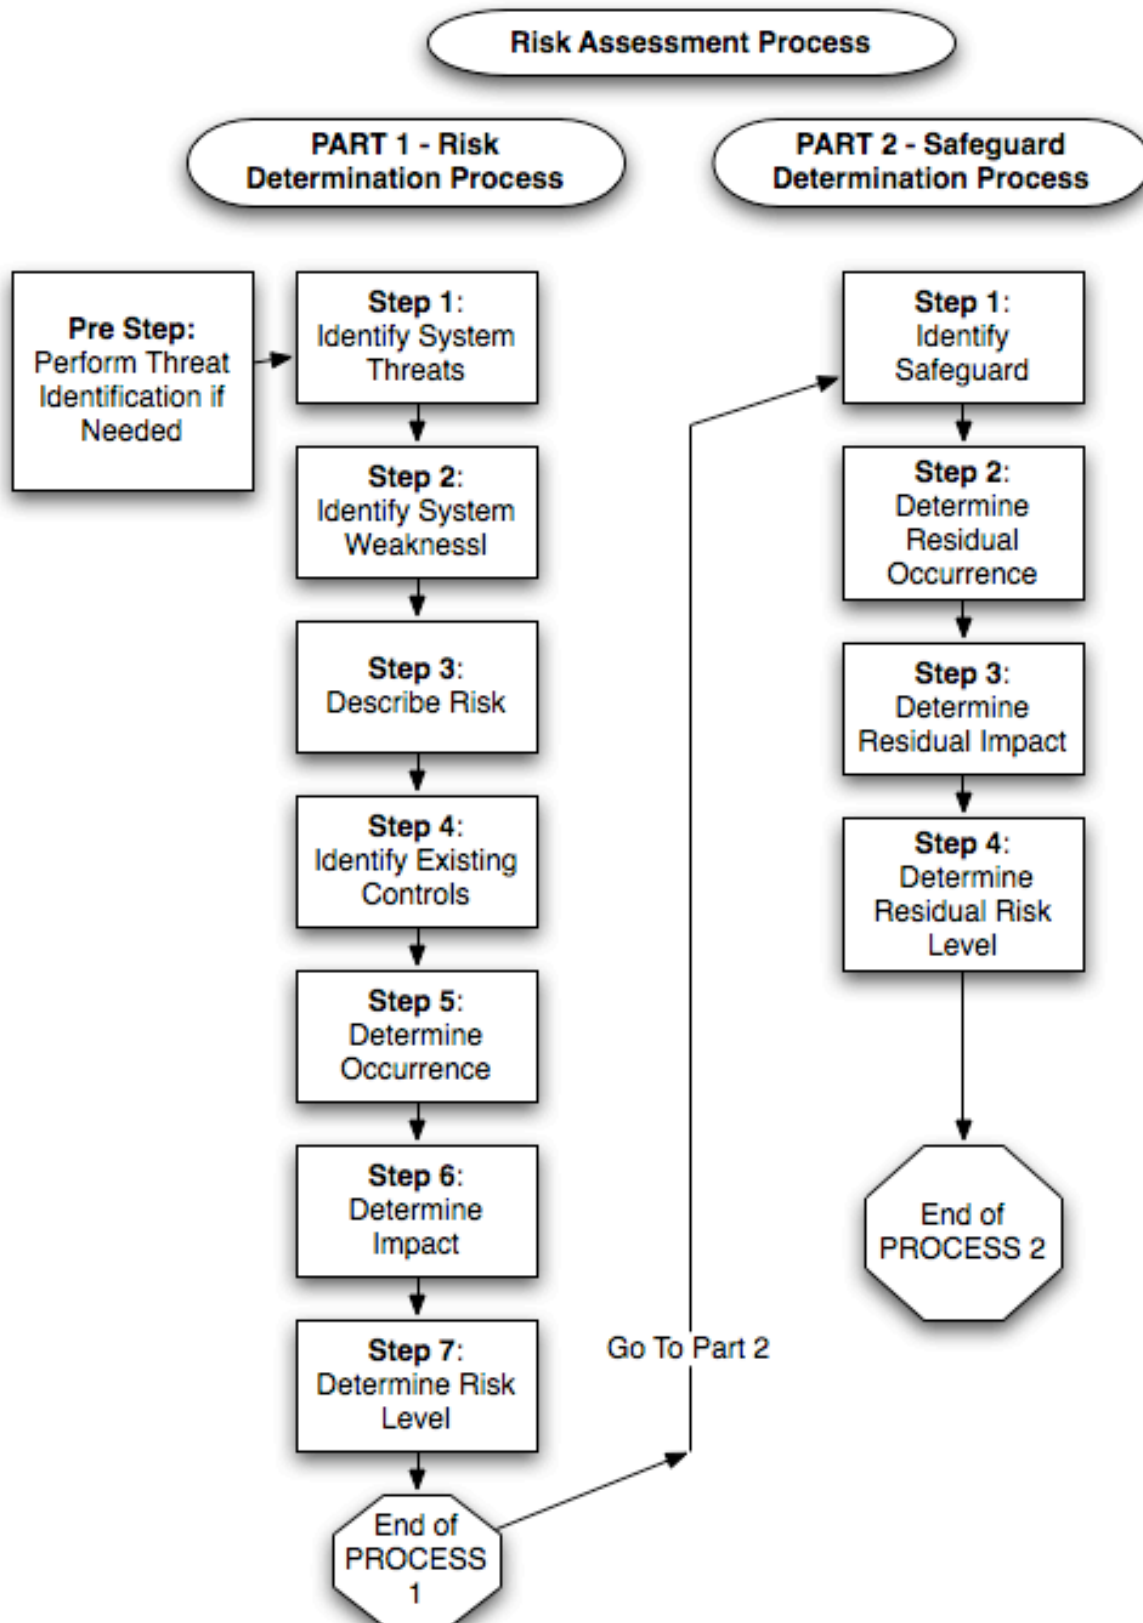 Risk Assessment Process
PART 1 - Risk
Determination Process
PART 2 - Safeguard
Determination Process
Pre Step:
Perform Threat
Identification if
Needed
Step 1:
Identify System
Threats
Step 2:
Identify System
WeaknessI
Step 3:
Describe Risk
Step 4:
Identify Existing
Controls
Step 5:
Determine
Occurrence
Step 6:
Determine
Impact
Step 7:
Determine Risk
Level
End of
PROCESS
1
Go To Part 2
Step 1:
Identify
Safeguard
Step 2:
Determine
Residual
Occurrence
Step 3:
Determine
Residual Impact
Step 4:
Determine
Residual Risk
Level
End of
PROCESS 2